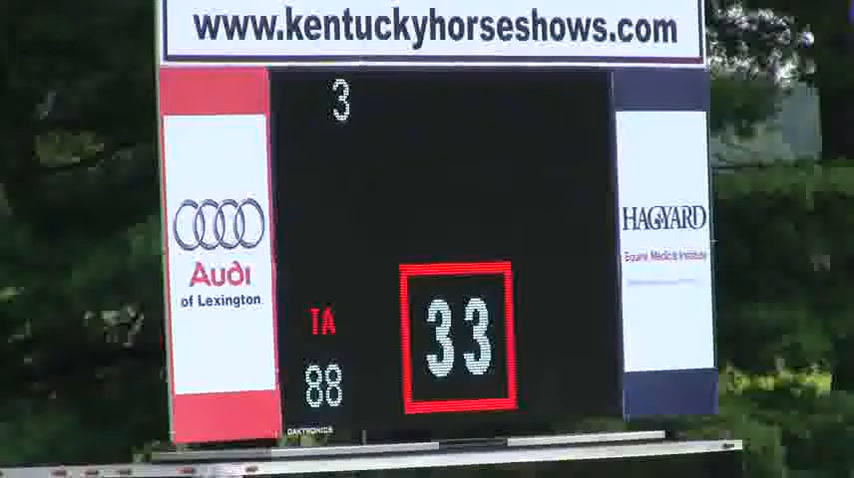 www.kentuckyhorseshows.com
3
Audi
of Lexington
HAGYARD
Equine Medical Institute
TA
33
88
DAKTRONICS